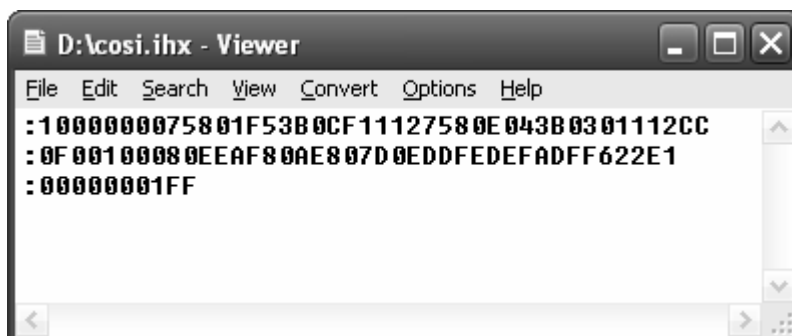 D:\cosi.ihx - Viewer
File Edit Search View Convert Options Help
:1000000075801F53B0CF11127580E043B0301112CC
:0F00100080EEAF80AE807D0EDDFEDEFADFF622E1
:00000001FF